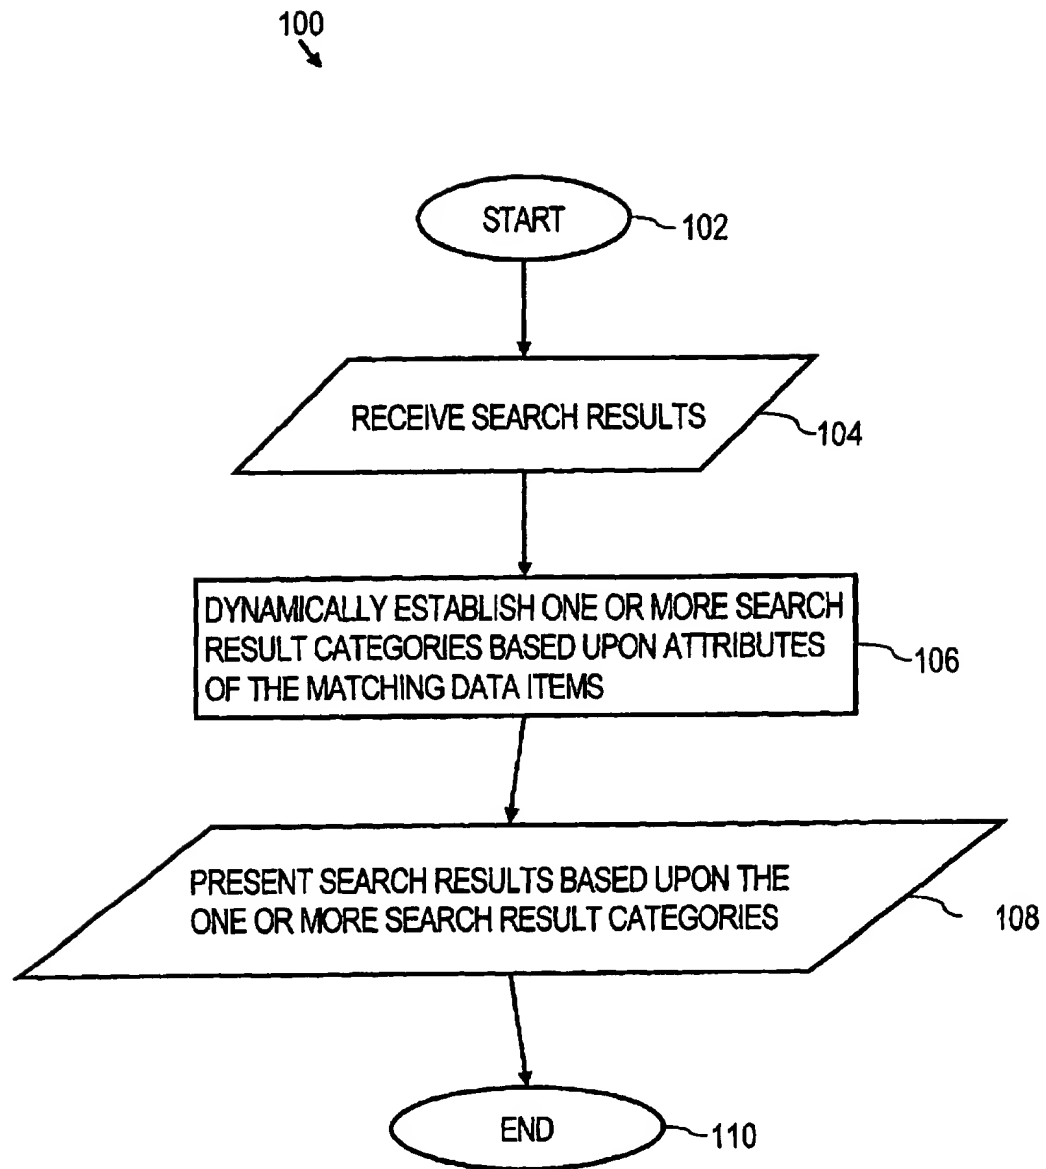 100
START
102
RECEIVE SEARCH RESULTS
104
DYNAMICALLY ESTABLISH ONE OR MORE SEARCH
RESULT CATEGORIES BASED UPON ATTRIBUTES
OF THE MATCHING DATA ITEMS
106
PRESENT SEARCH RESULTS BASED UPON THE
ONE OR MORE SEARCH RESULT CATEGORIES
108
END
110